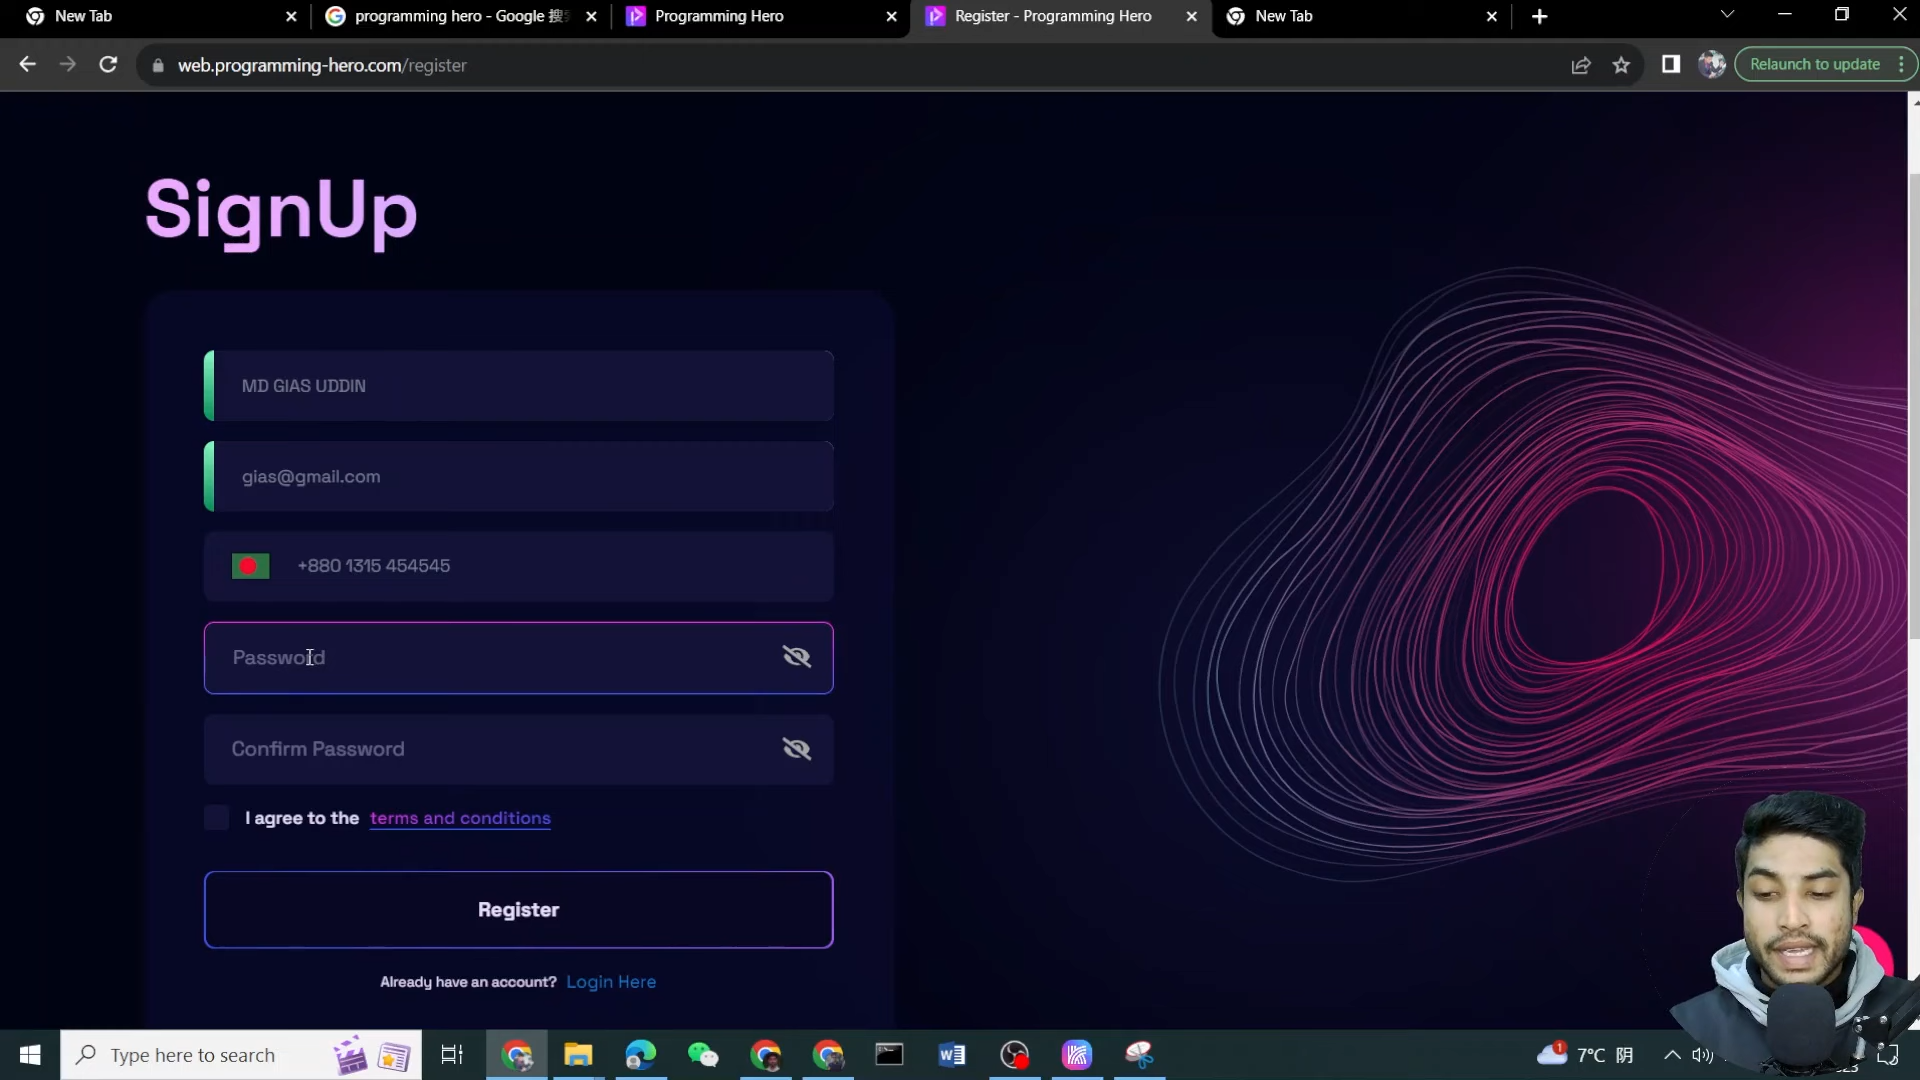 New Tab
programming hero - Google 搜
Programming Hero
Register - Programming Hero
New Tab
web.programming-hero.com/register
Relaunch to update
SignUp
MD GIAS UDDIN
gias@gmail.com
+880 1315 454545
Password
Confirm Password
I agree to the terms and conditions
Register
Already have an account? Login Here
Type here to search
1
7°C 阴